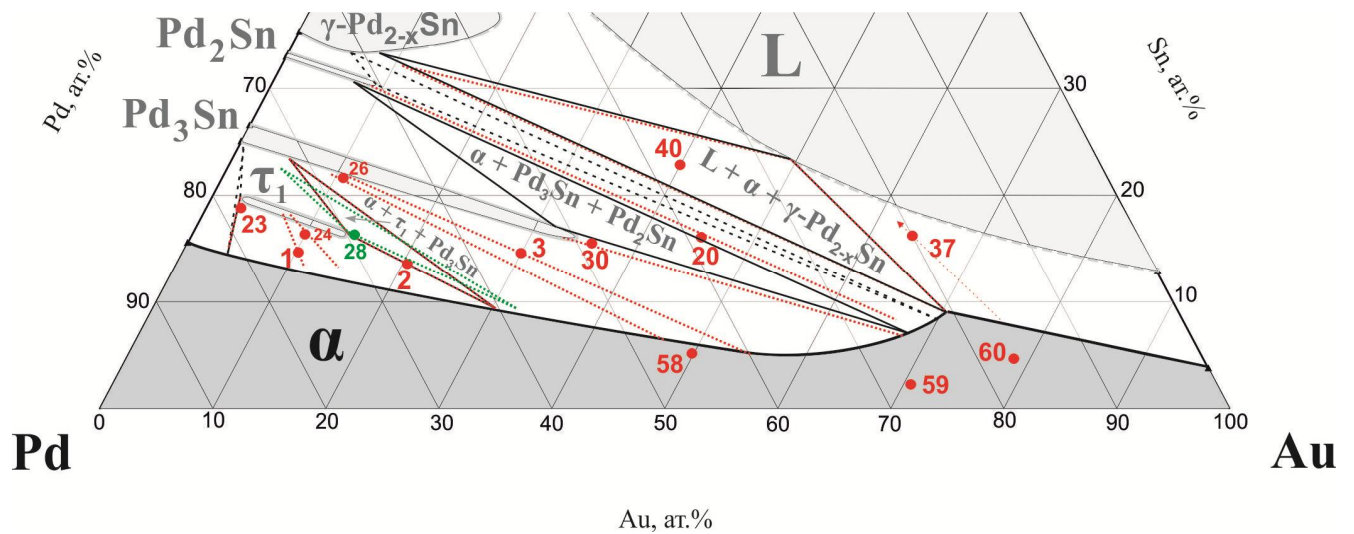 γ-Pd2-xSn
Pd2Sn
L
Sn, ат.%
Pd, ат.%
70
30
Pd3Sn
40
L + α + γ-Pd2-xSn
α + Pd3Sn + Pd2Sn
26
80
τ1
20
α + τ1 + Pd3Sn
23
24
28
37
20
1
3
30
2
90
10
α
58
60
59
0
10
20
30
40
50
60
70
80
90
100
Pd
Au
Au, ат.%